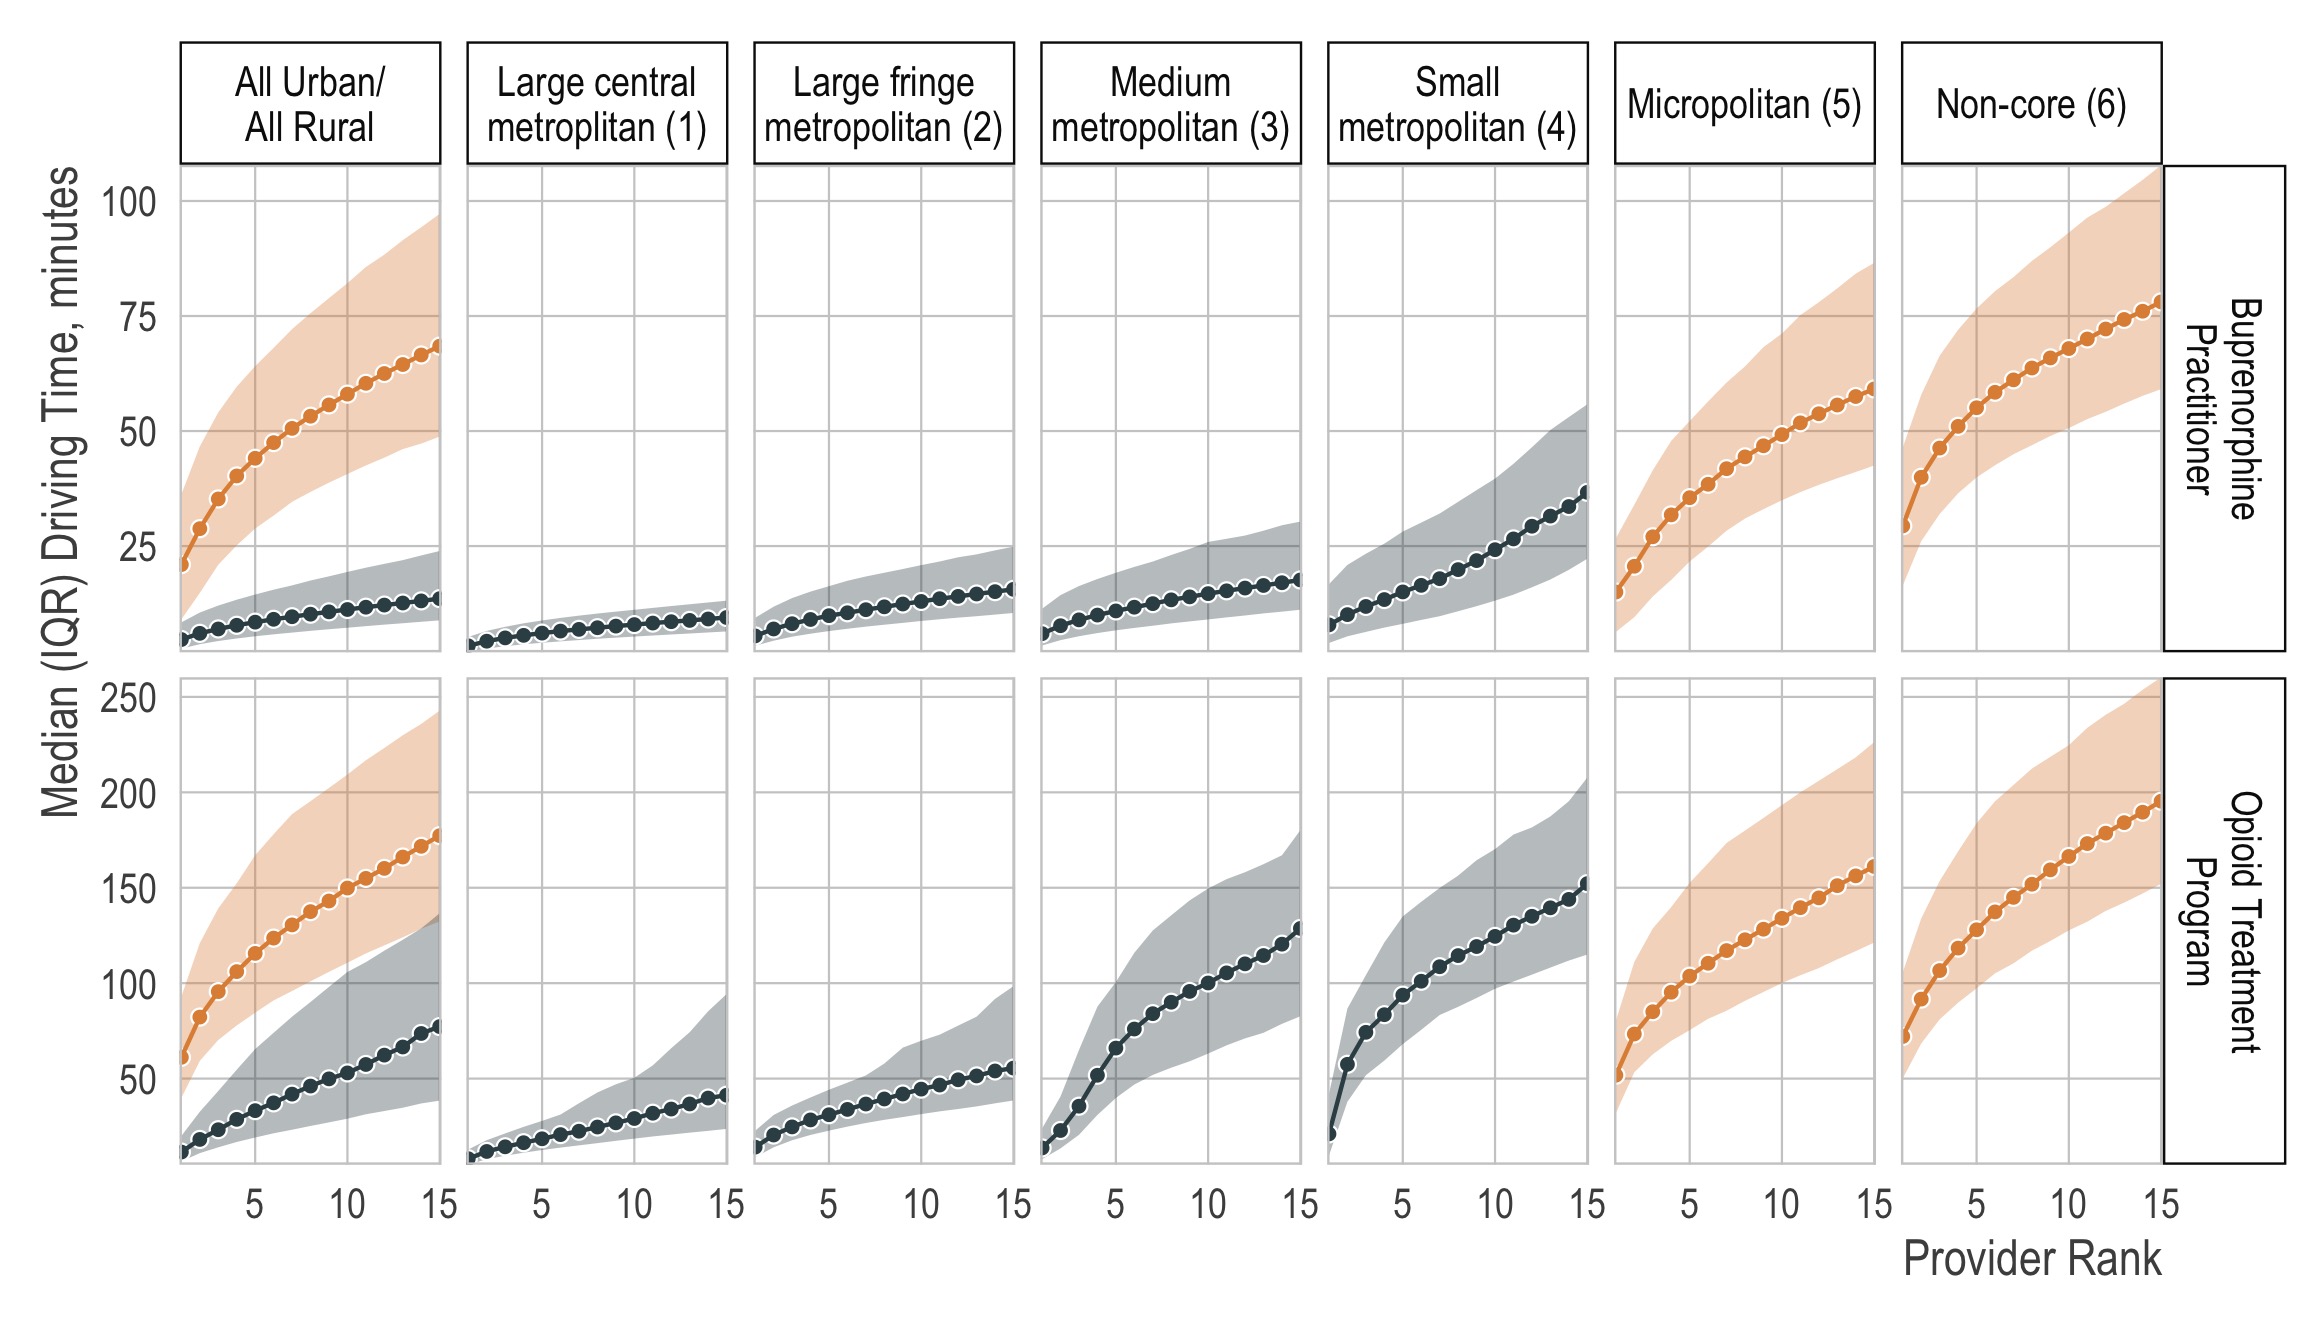 All Urban/
All Rural
Large central
metroplitan (1)
Large fringe
metropolitan (2)
Medium
metropolitan (3)
Small
metropolitan (4)
Micropolitan (5)
Non-core (6)
Median (IQR) Driving Time, minutes
100
75
50
25
Buprenorphine
Practitioner
250
200
150
100
50
Opioid Treatment
Program
5 10 15 5 10 15 5 10 15 5 10 15 5 10 15 5 10 15 5 10 15
Provider Rank